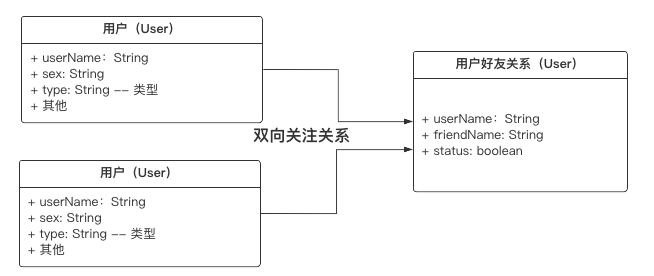 用户（User）
+ userName：String
+ sex: String
+ type: String -- 类型
+ 其他
用户好友关系（User）
+ userName：String
+ friendName: String
+ status: boolean
双向关注关系
用户（User）
+ userName：String
+ sex: String
+ type: String -- 类型
+ 其他